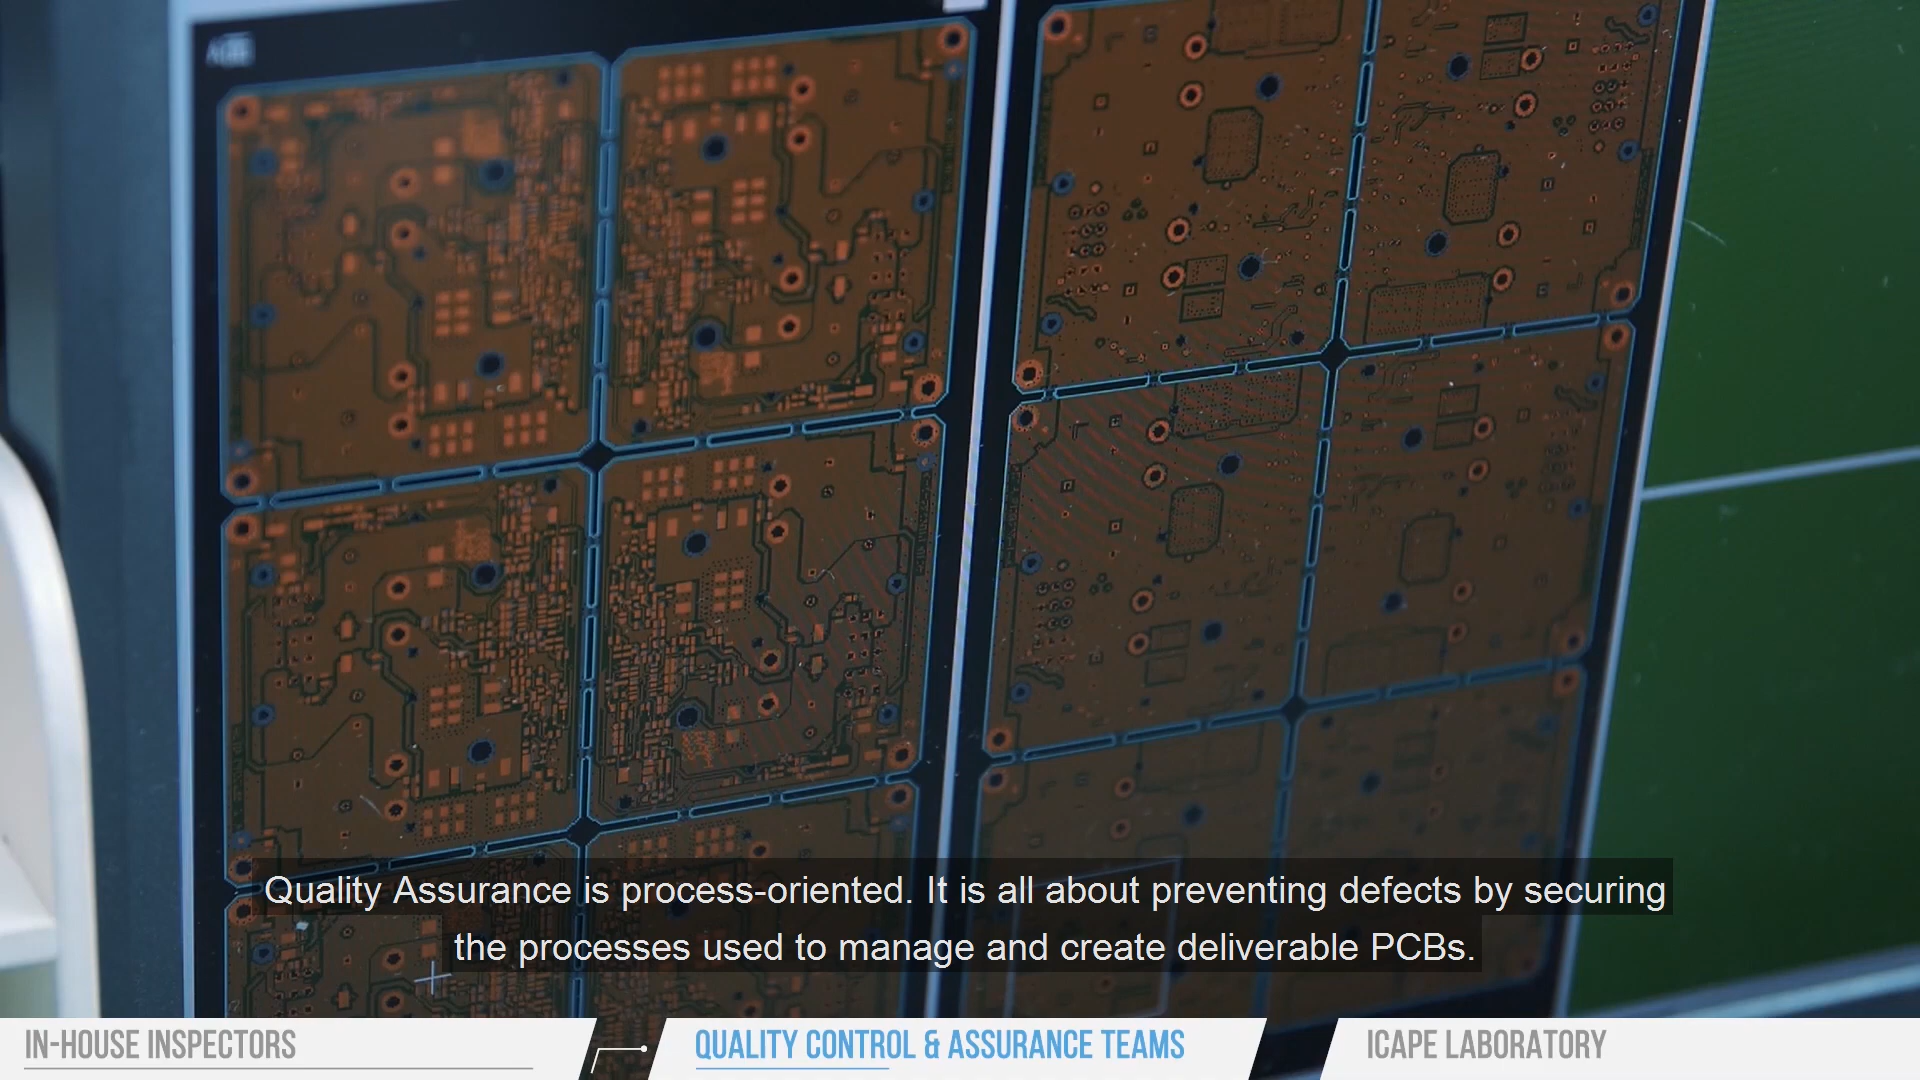 Quality Assurance is process-oriented. It is all about preventing defects by securing
the processes used to manage and create deliverable PCBs.
IN-HOUSE INSPECTORS
QUALITY CONTROL & ASSURANCE TEAMS
ICAPE LABORATORY